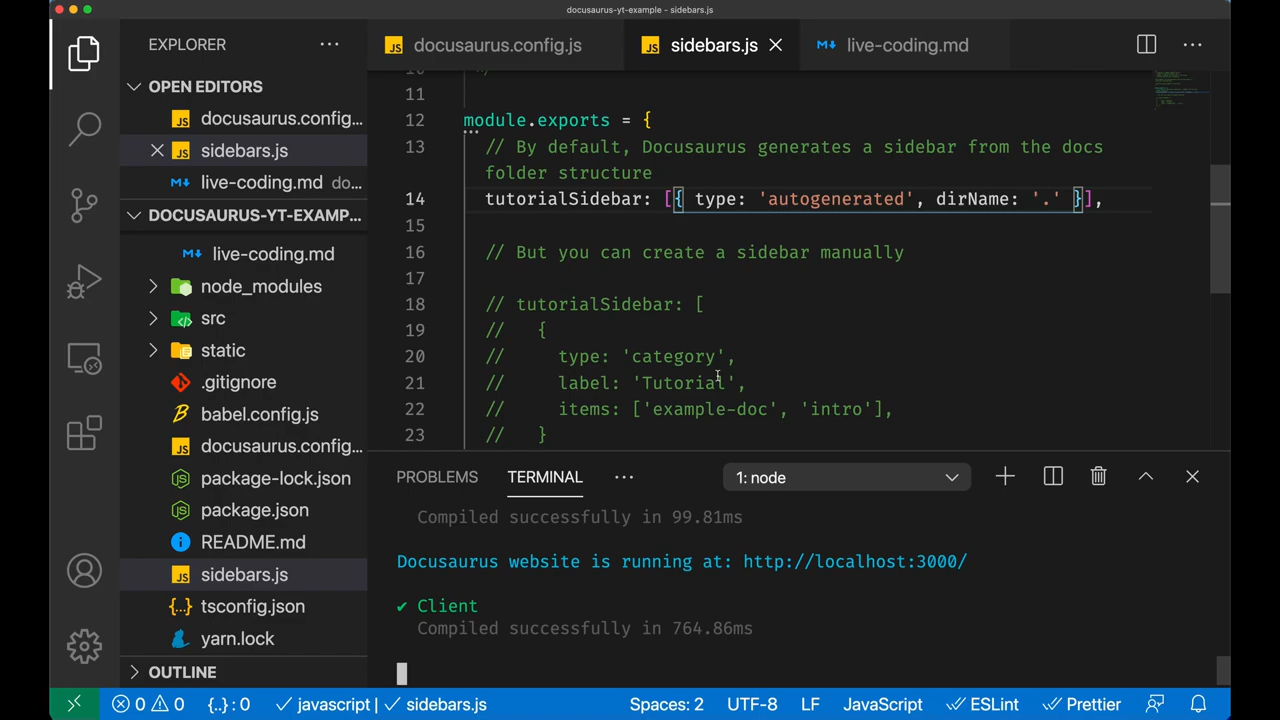 docusaurus-yt-example - sidebars.js
EXPLORER
OPEN EDITORS
JS docusaurus.config...
JS sidebars.js
live-coding.md do...
DOCUSAURUS-YT-EXAMP...
live-coding.md
node_modules
src
static
.gitignore
babel.config.js
JS docusaurus.config...
package-lock.json
package.json
README.md
JS sidebars.js
tsconfig.json
yarn.lock
OUTLINE
JS docusaurus.config.js
JS sidebars.js
live-coding.md
11
12 module.exports = {
13 // By default, Docusaurus generates a sidebar from the docs
folder structure
14 tutorialSidebar: [{ type: 'autogenerated', dirName: '.' }],
15
16 // But you can create a sidebar manually
17
18 // tutorialSidebar: [
19 // {
20 // type: 'category',
21 // label: 'Tutorial',
22 // items: ['example-doc', 'intro'],
23 // }
PROBLEMS TERMINAL ... 1: node
Compiled successfully in 99.81ms
Docusaurus website is running at: http://localhost:3000/
✔ Client
Compiled successfully in 764.86ms
0 0 {..} : 0 ✓ javascript | ✓ sidebars.js Spaces: 2 UTF-8 LF JavaScript ESLint Prettier